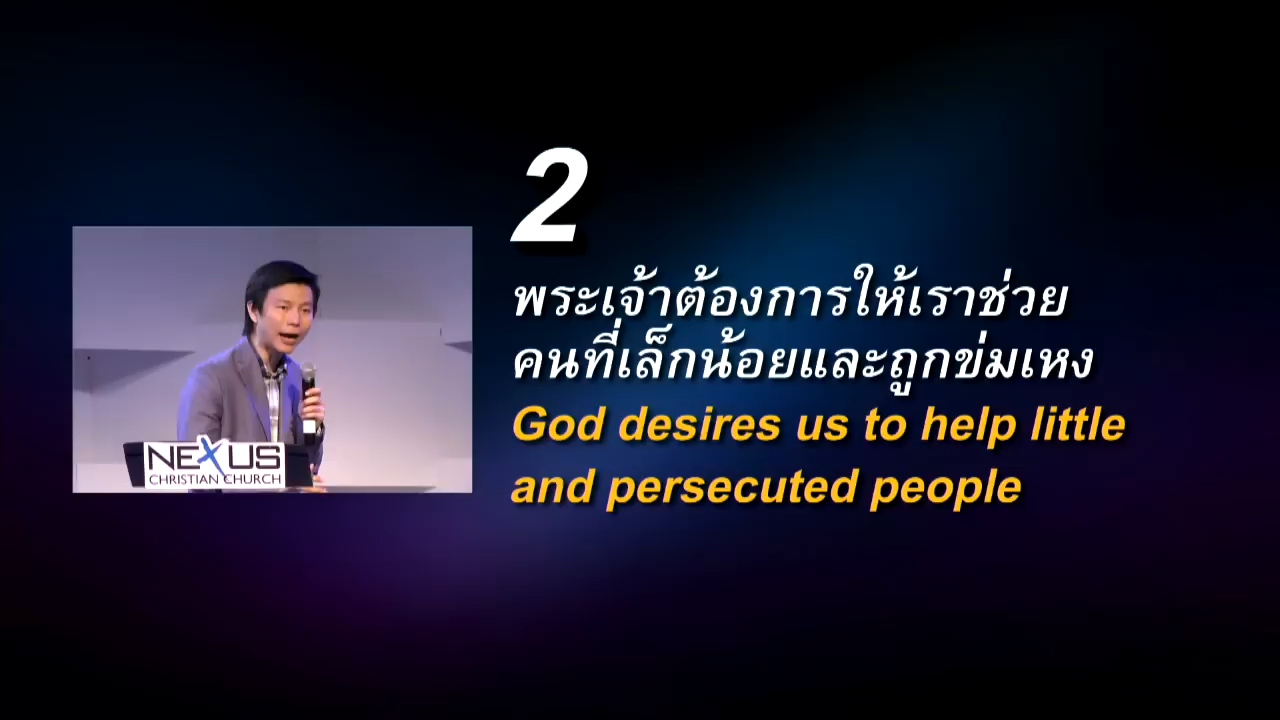 NEXUS
CHRISTIAN CHURCH
2
พระเจ้าต้องการให้เราช่วย
คนที่เล็กน้อยและถูกข่มเหง
God desires us to help little
and persecuted people